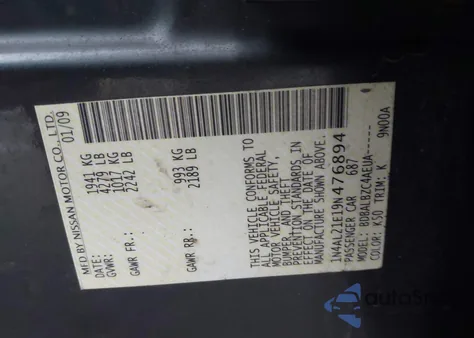 MFD BY NISSAN MOTOR CO., LTD.
DATE: 01/09
GVWR: 1941 KG
4279 LB
GAWR FR: 1017 KG
2242 LB
GAWR RR: 993 KG
2189 LB
THIS VEHICLE CONFORMS TO
ALL APPLICABLE FEDERAL
MOTOR VEHICLE SAFETY,
BUMPER, AND THEFT
PREVENTION STANDARDS IN
EFFECT ON THE DATE OF
MANUFACTURE SHOWN ABOVE.
1N4AL21E19N476894
PASSENGER CAR 687
MODEL: BDBALBZC4AEUA-----
COLOR: K50 TRIM: K 9N00A